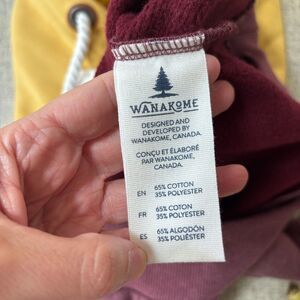 WANAKOME
DESIGNED AND
DEVELOPED BY
WANAKOME, CANADA.
CONÇU ET ÉLABORÉ
PAR WANAKOMÉ,
CANADA.
EN 65% COTTON
35% POLYESTER
FR 65% COTON
35% POLYESTER
ES 65% ALGODÓN
35% POLIÉSTER